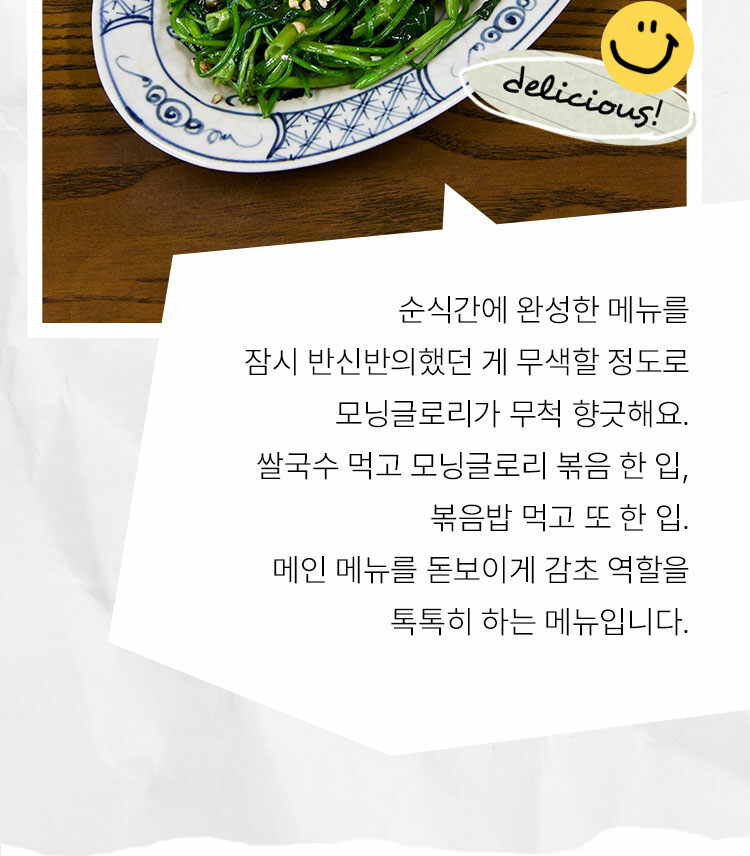 delicious!
순식간에 완성한 메뉴를
잠시 반신반의했던 게 무색할 정도로
모닝글로리가 무척 향긋해요.
쌀국수 먹고 모닝글로리 볶음 한 입,
볶음밥 먹고 또 한 입.
메인 메뉴를 돋보이게 감초 역할을
톡톡히 하는 메뉴입니다.